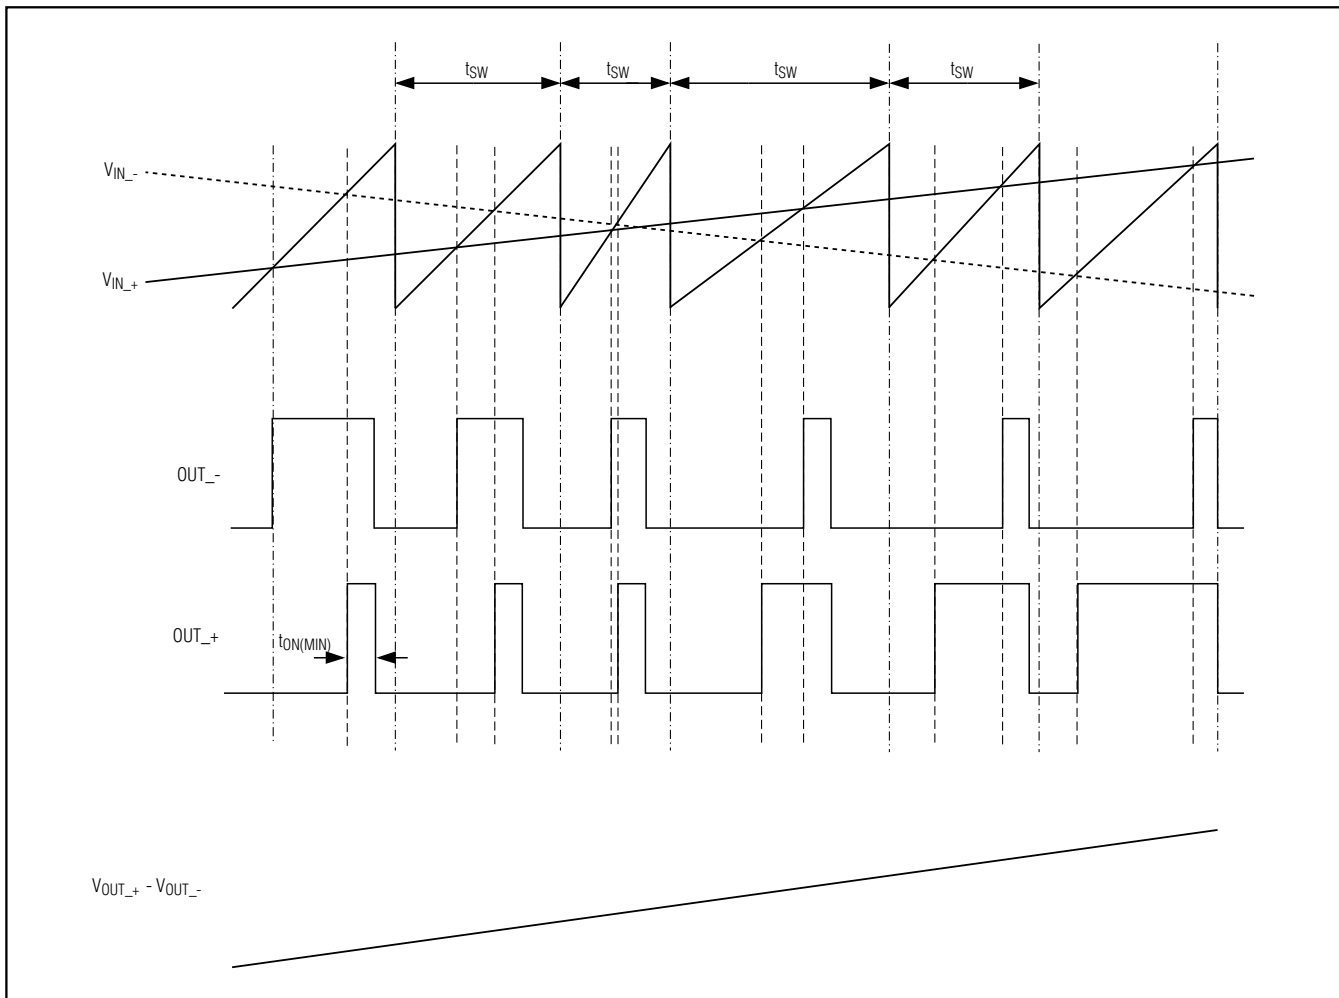 tSW tSW tSW tSW
VIN_-
VIN_+
OUT_-
OUT_+
tON(MIN)
VOUT_+ - VOUT_-